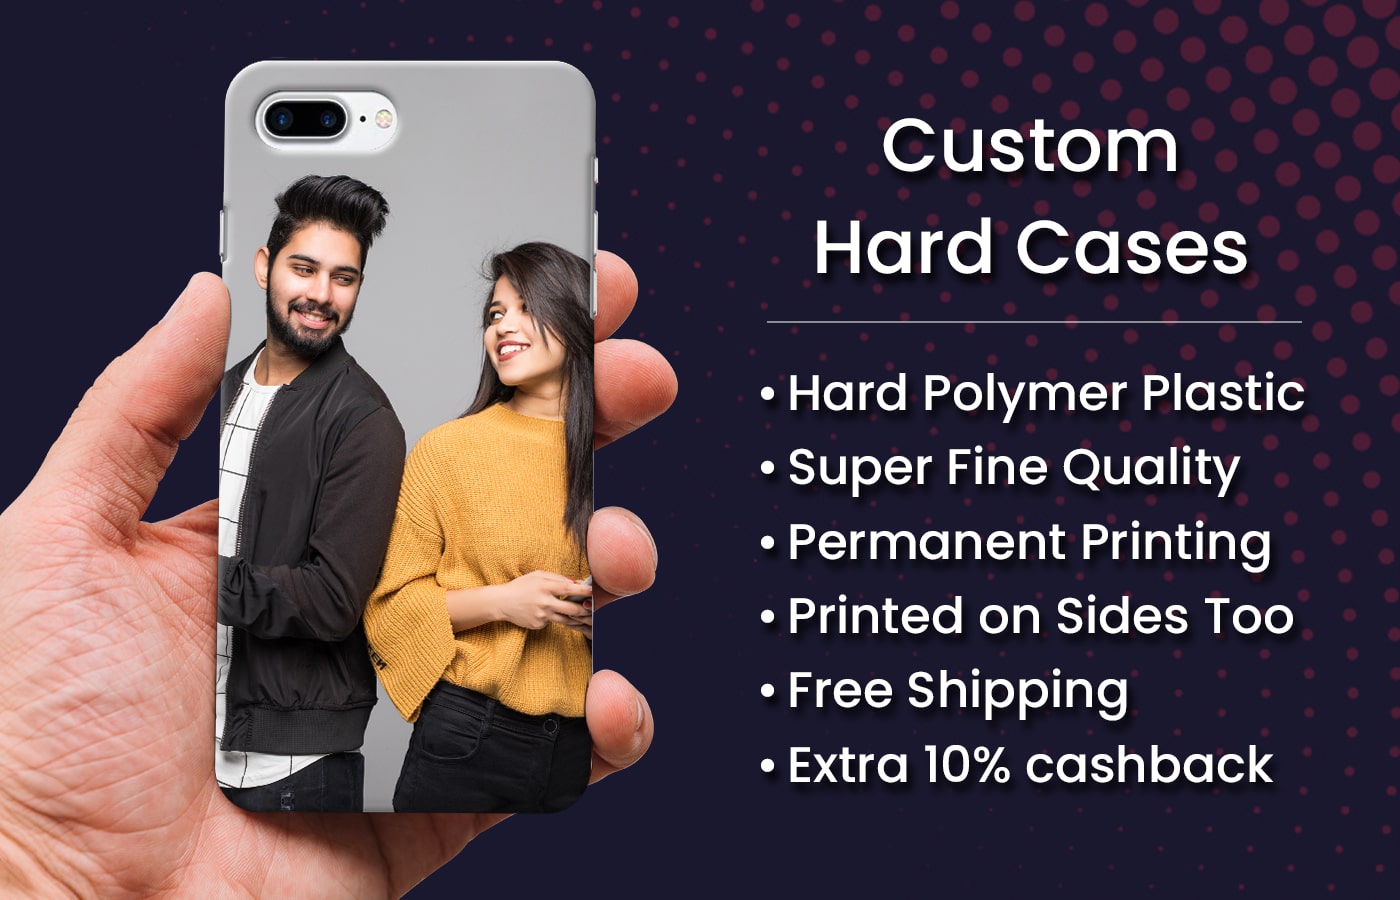 Custom
Hard Cases
• Hard Polymer Plastic
• Super Fine Quality
• Permanent Printing
• Printed on Sides Too
• Free Shipping
• Extra 10% cashback